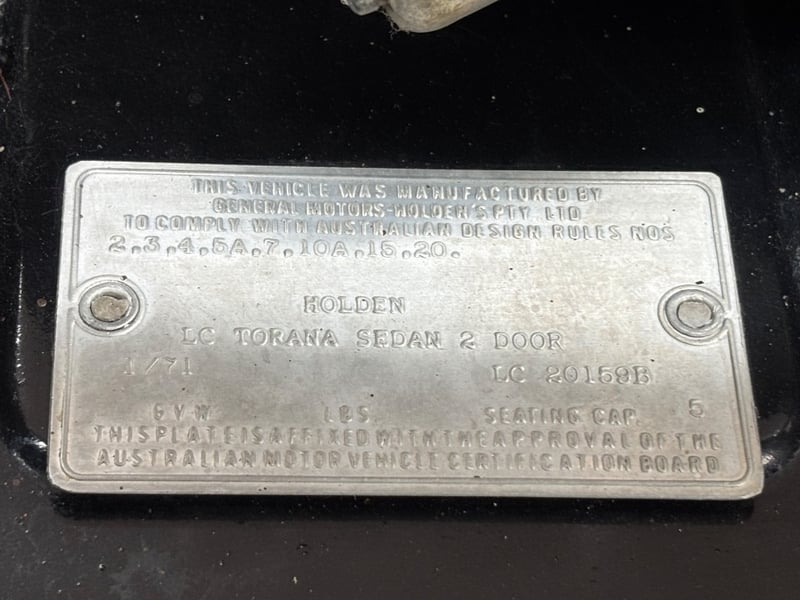 THIS VEHICLE WAS MANUFACTURED BY
GENERAL MOTORS-HOLDEN'S PTY. LTD
TO COMPLY WITH AUSTRALIAN DESIGN RULES NOS
2,3,4,5A,7,10A,15,20.
HOLDEN
LC TORANA SEDAN 2 DOOR
1/71 LC 20159B
G V W LBS. SEATING CAP. 5
THIS PLATE IS AFFIXED WITH THE APPROVAL OF THE
AUSTRALIAN MOTOR VEHICLE CERTIFICATION BOARD